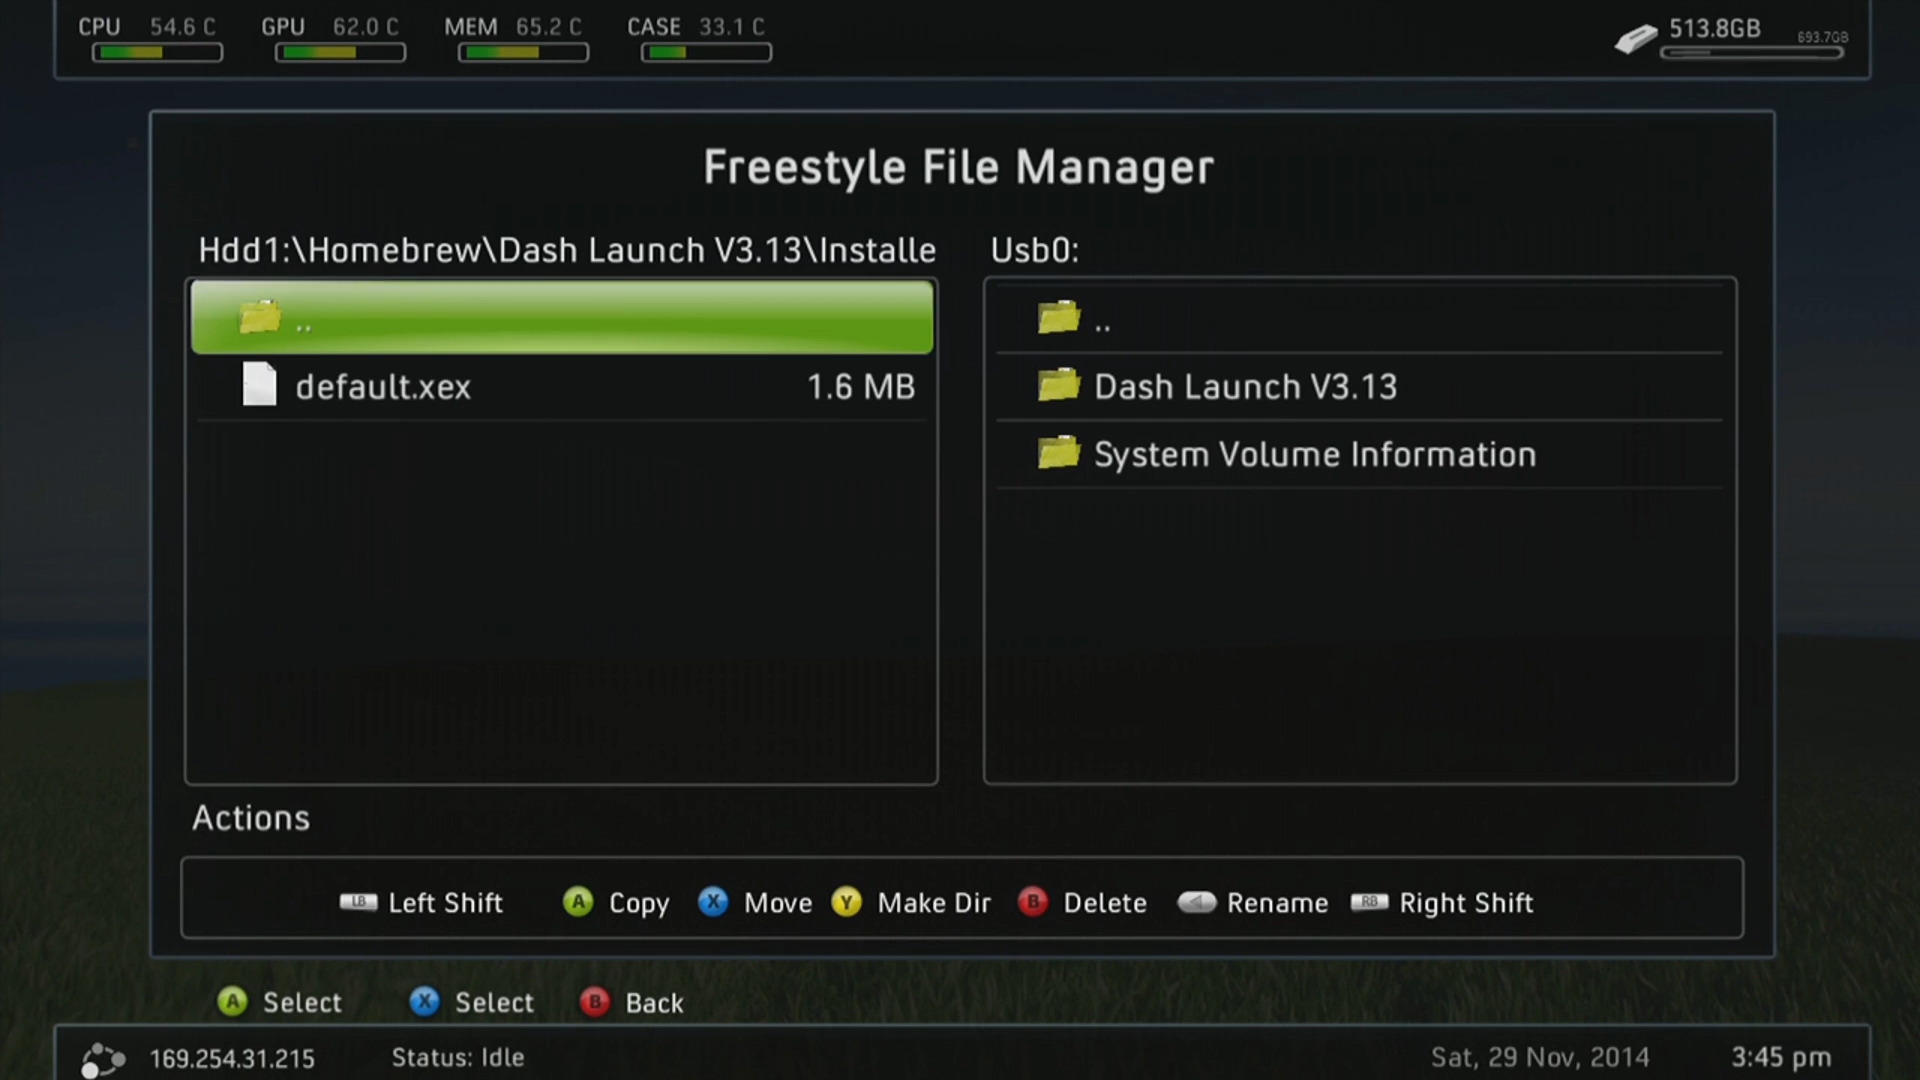 CPU 54.6 C GPU 62.0 C MEM 65.2 C CASE 33.1 C 513.8GB 693.7GB
Freestyle File Manager
Hdd1:\Homebrew\Dash Launch V3.13\Installe Usb0:
.. ..
default.xex 1.6 MB Dash Launch V3.13
System Volume Information
Actions
LB Left Shift A Copy X Move Y Make Dir B Delete Rename RB Right Shift
A Select X Select B Back
169.254.31.215 Status: Idle Sat, 29 Nov, 2014 3:45 pm